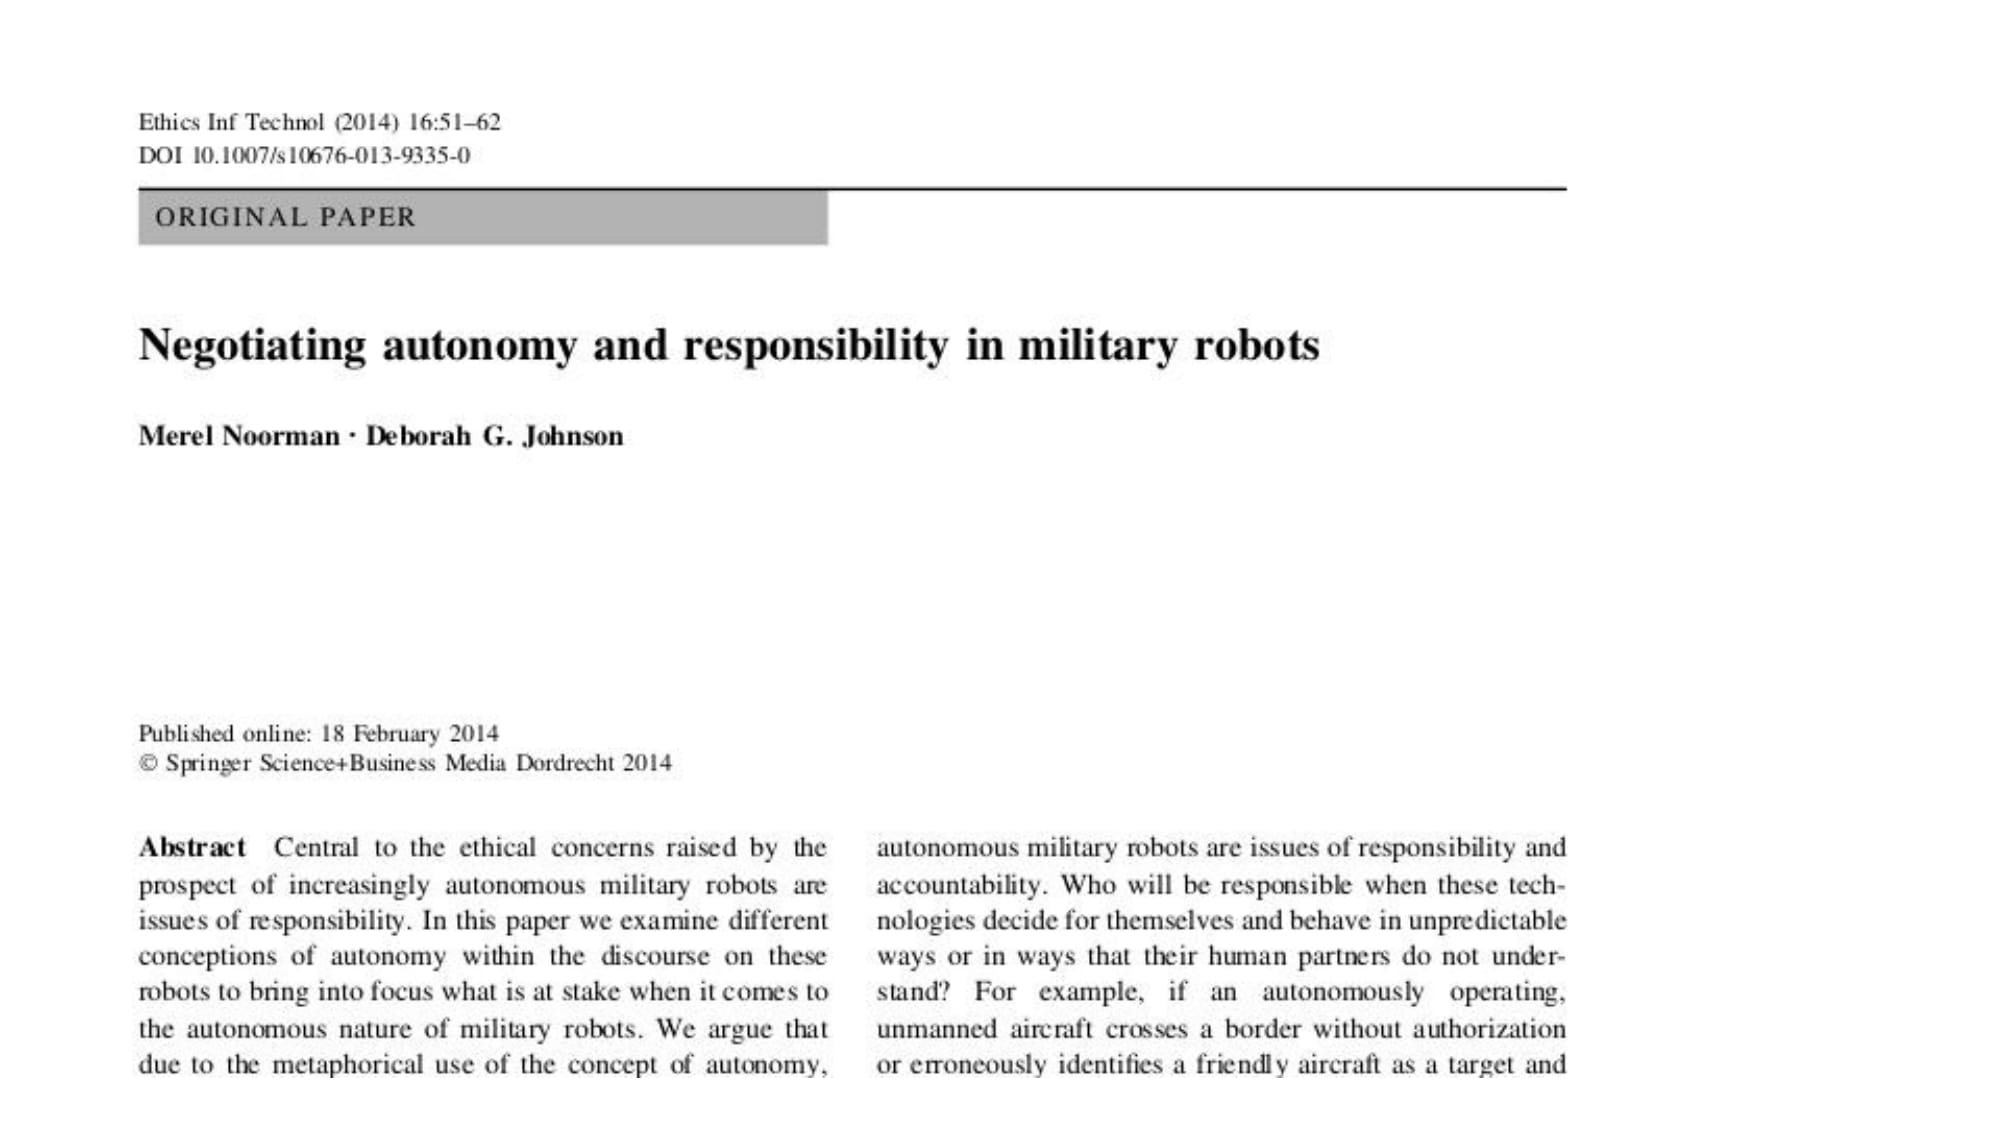 Ethics Inf Technol (2014) 16:51–62
DOI 10.1007/s10676-013-9335-0
ORIGINAL PAPER
Negotiating autonomy and responsibility in military robots
Merel Noorman · Deborah G. Johnson
Published online: 18 February 2014
© Springer Science+Business Media Dordrecht 2014
Abstract Central to the ethical concerns raised by the
prospect of increasingly autonomous military robots are
issues of responsibility. In this paper we examine different
conceptions of autonomy within the discourse on these
robots to bring into focus what is at stake when it comes to
the autonomous nature of military robots. We argue that
due to the metaphorical use of the concept of autonomy,
autonomous military robots are issues of responsibility and
accountability. Who will be responsible when these tech-
nologies decide for themselves and behave in unpredictable
ways or in ways that their human partners do not under-
stand? For example, if an autonomously operating,
unmanned aircraft crosses a border without authorization
or erroneously identifies a friendly aircraft as a target and